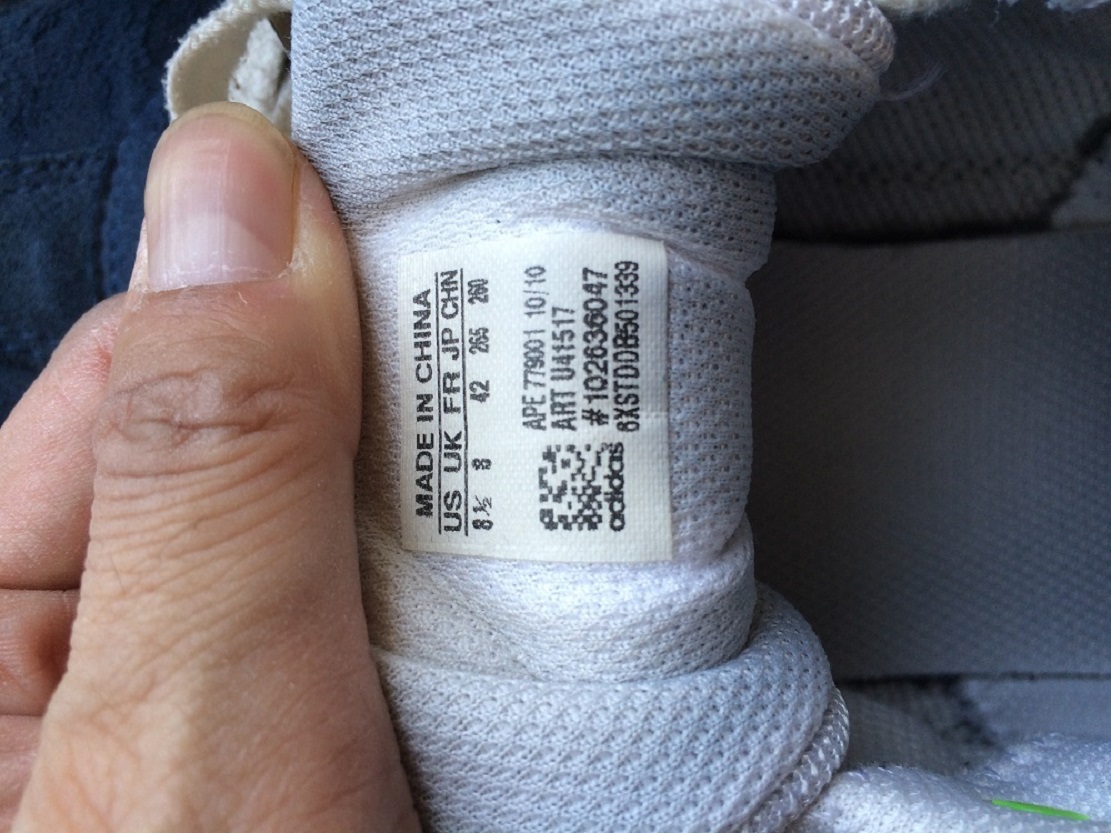 MADE IN CHINA
US UK FR JP CHN
8½ 8 42 265 260
APE 779001 10/10
ART U41517
#102636047
6XSTDDB501339
adidas